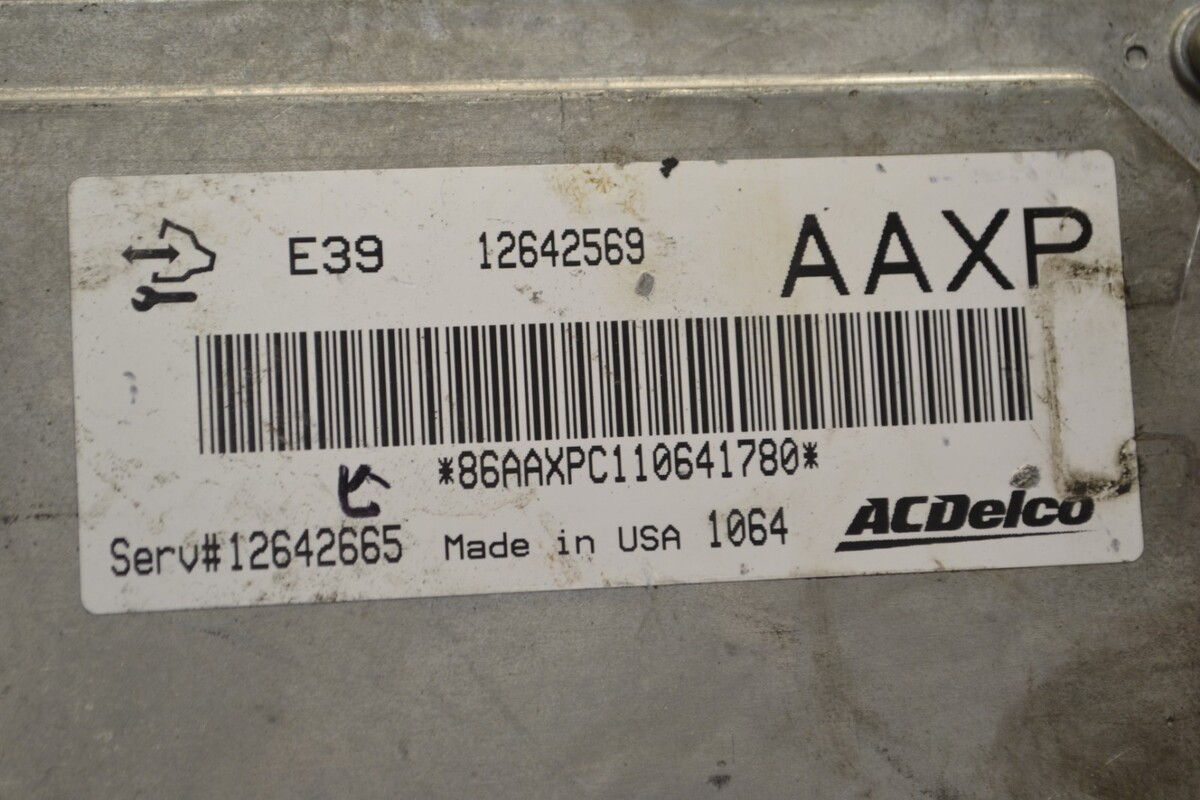 E39 12642569 AAXP
*86AAXPC110641780*
Serv#12642665 Made in USA 1064 ACDelco